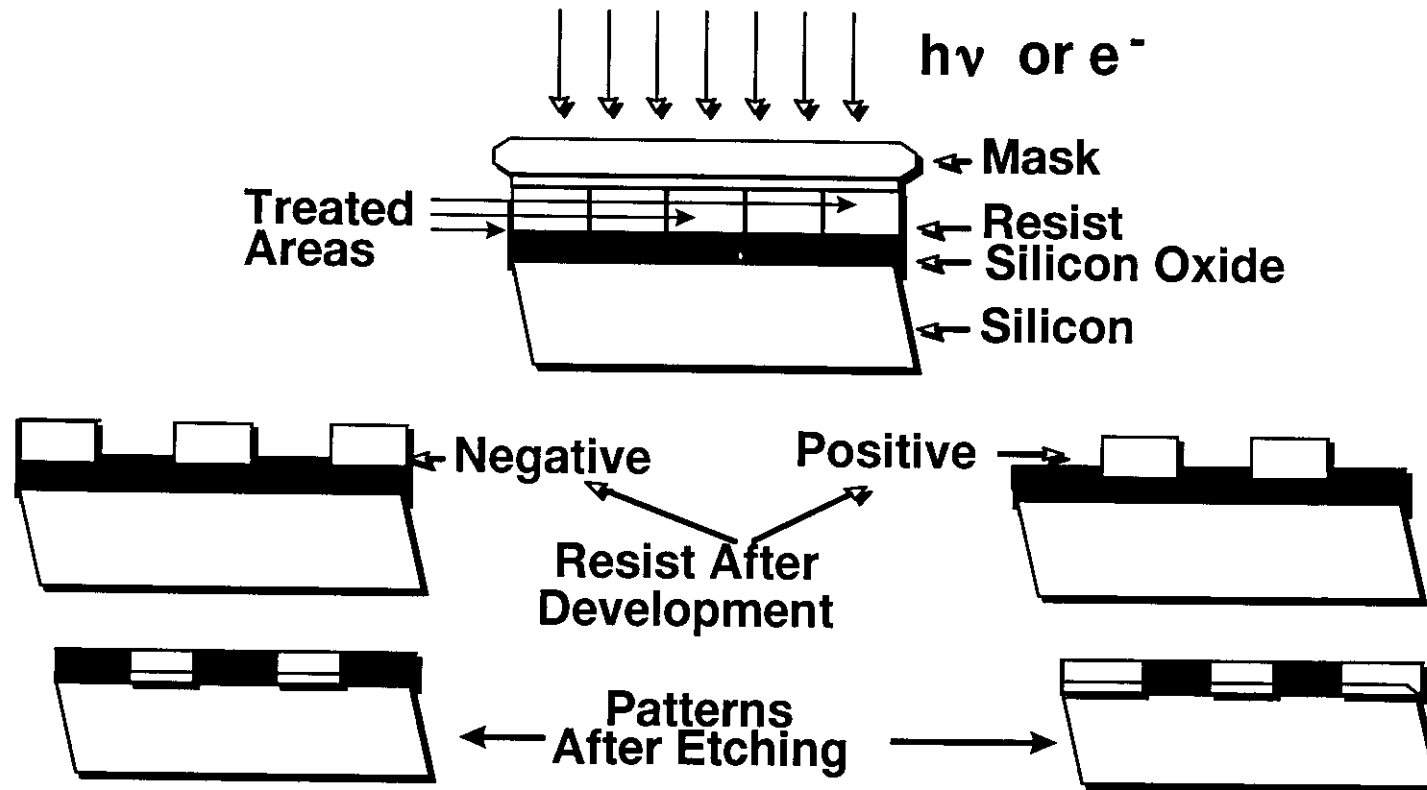 hν or e⁻
Mask
Treated
Areas
Resist
Silicon Oxide
Silicon
Negative
Positive
Resist After
Development
Patterns
After Etching